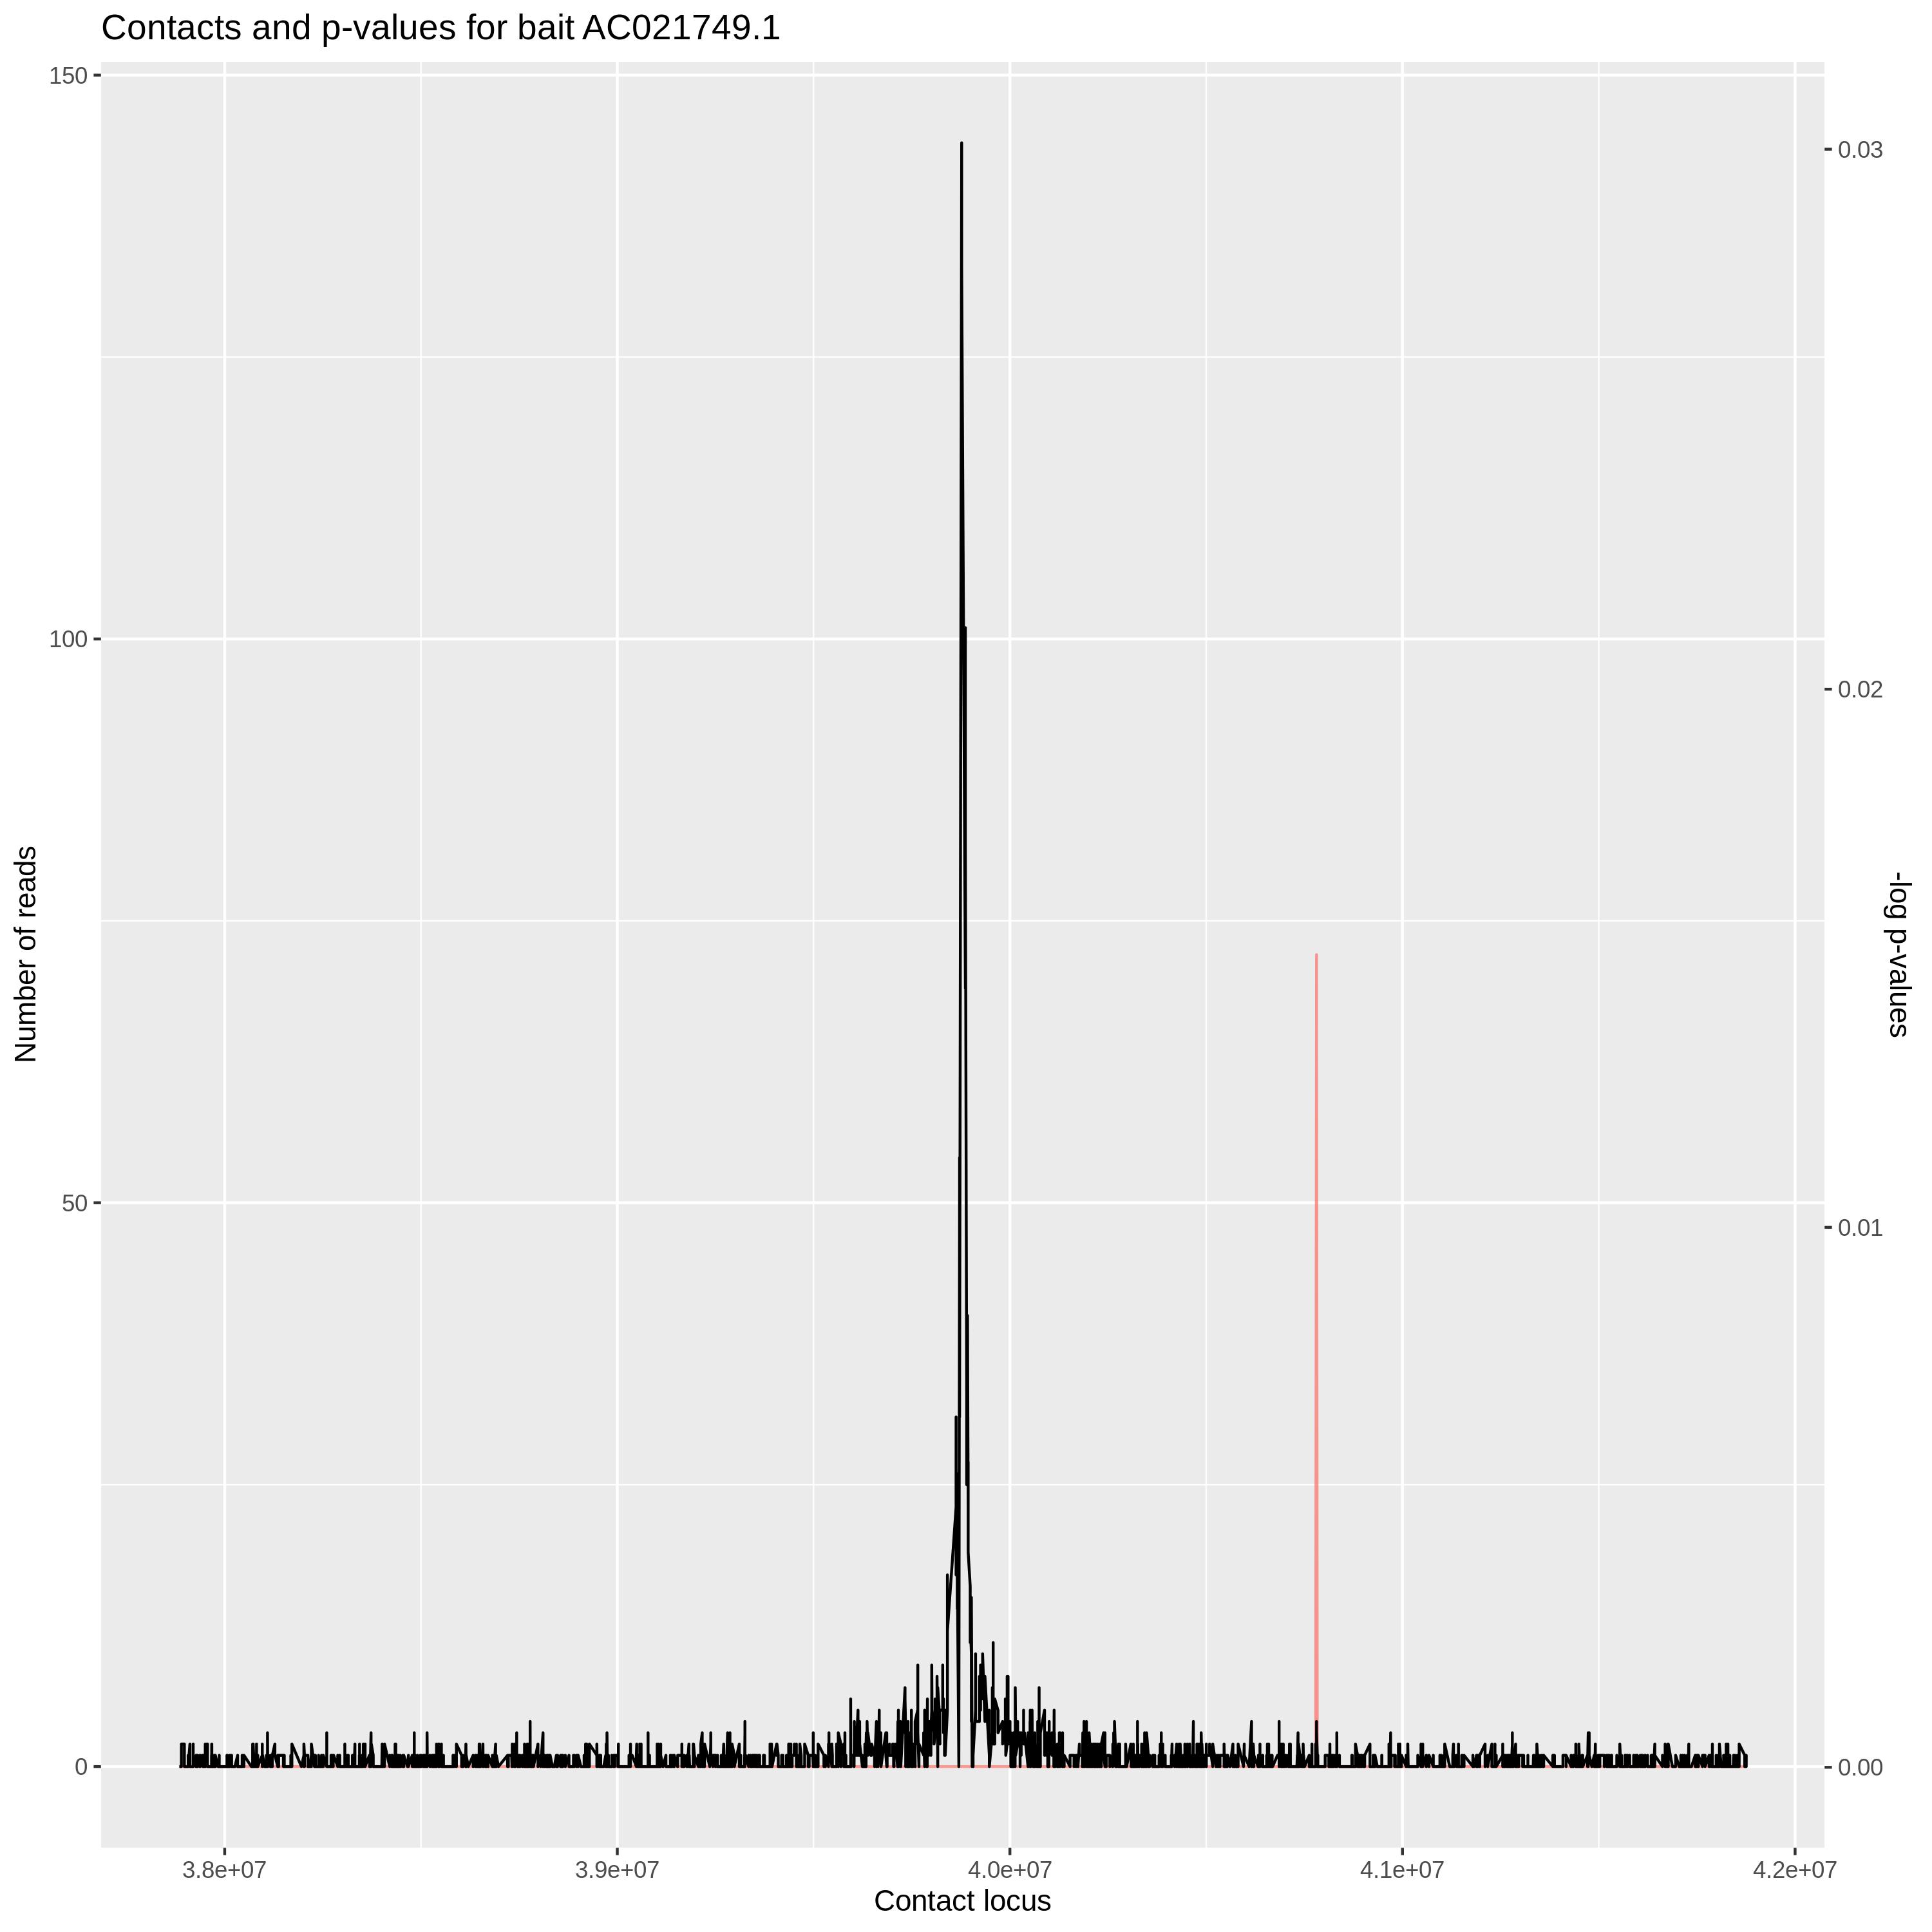 Contacts and p-values for bait AC021749.1
150
100
50
0
Number of reads
0.03
0.02
0.01
0.00
-log p-values
3.8e+07
3.9e+07
4.0e+07
4.1e+07
4.2e+07
Contact locus